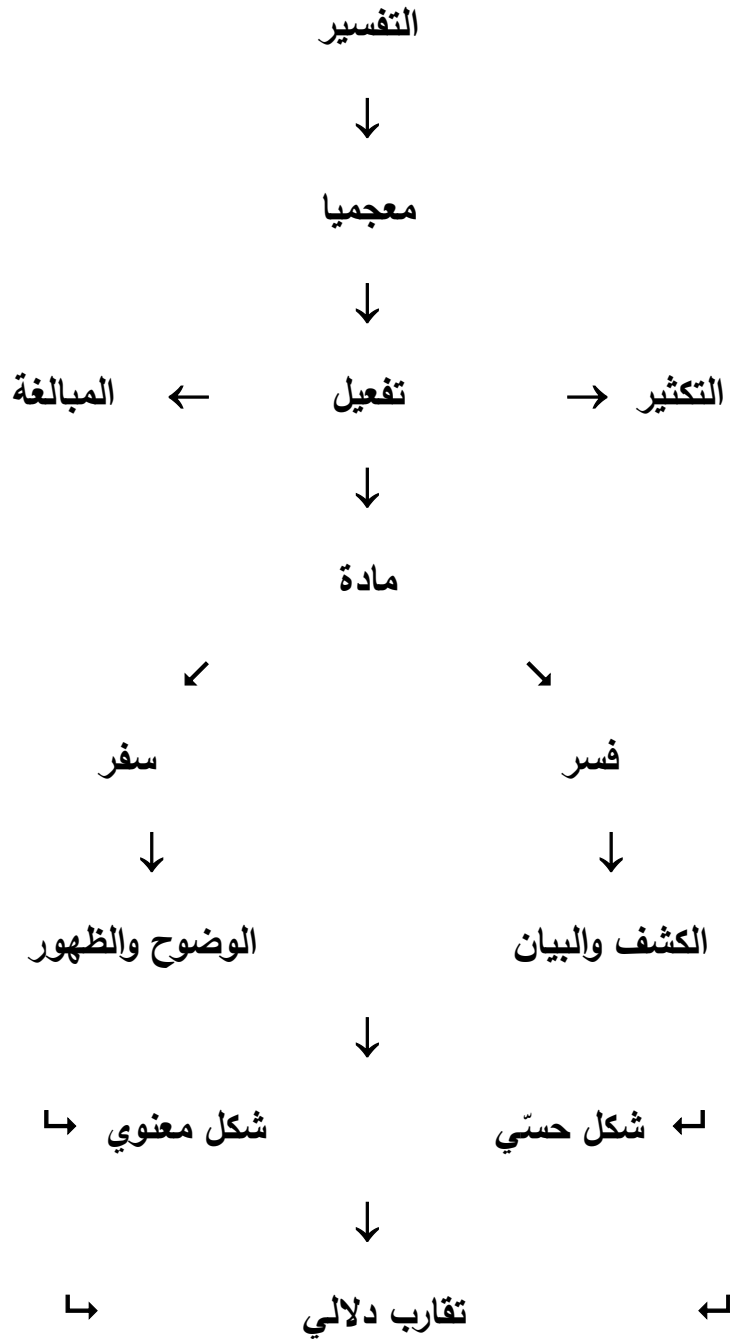 التفسير
↓
معجميا
↓
التكثير → تفعيل ← المبالغة
↓
مادة
↘ ↙
فسر سفر
↓ ↓
الكشف والبيان الوضوح والظهور
↓
↵ شكل حسّي شكل معنوي ↳
↓
↵ تقارب دلالي ↳